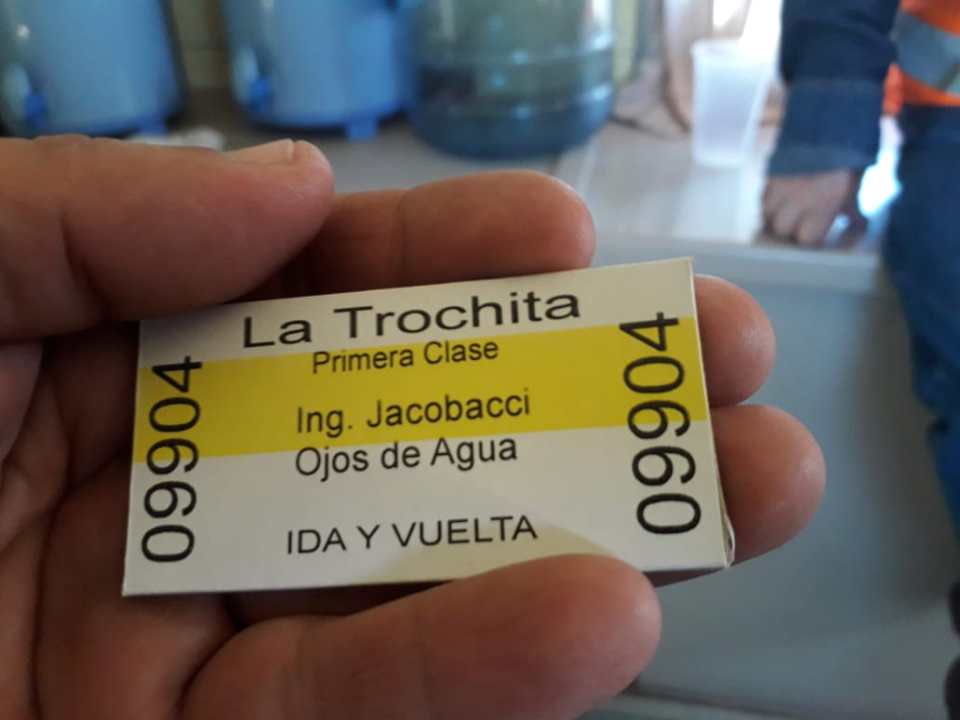 La Trochita
Primera Clase
Ing. Jacobacci
Ojos de Agua
IDA Y VUELTA
09904
09904